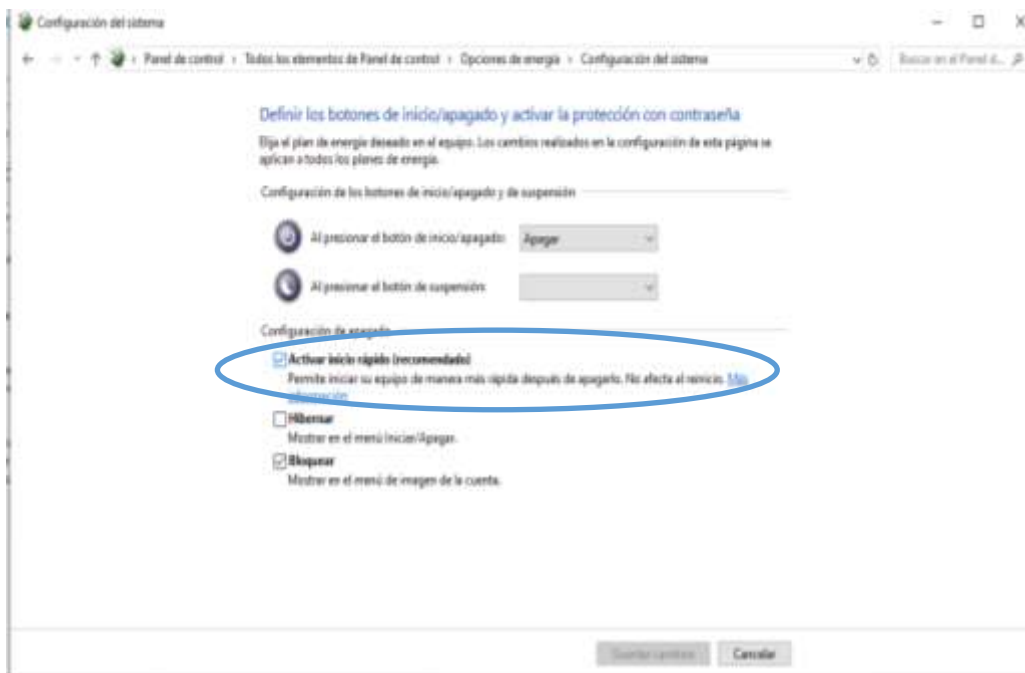 Configuración del sistema
Panel de control › Todos los elementos de Panel de control › Opciones de energía › Configuración del sistema
Buscar en el Panel d...
Definir los botones de inicio/apagado y activar la protección con contraseña
Elija el plan de energía deseado en el equipo. Los cambios realizados en la configuración de esta página se
aplican a todos los planes de energía.
Configuración de los botones de inicio/apagado y de suspensión
Al presionar el botón de inicio/apagado: Apagar
Al presionar el botón de suspensión:
Configuración de apagado
Activar inicio rápido (recomendado)
Permite iniciar su equipo de manera más rápida después de apagarlo. No afecta al reinicio. Más
información
Hibernar
Mostrar en el menú Iniciar/Apagar.
Bloquear
Mostrar en el menú de imagen de la cuenta.
Guardar cambios Cancelar